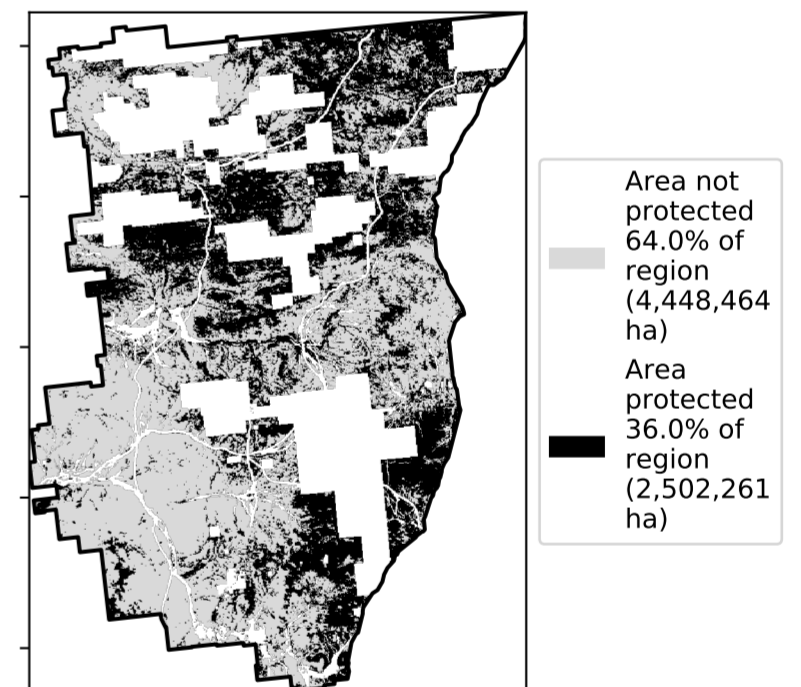 Area not
protected
64.0% of
region
(4,448,464
ha)
Area
protected
36.0% of
region
(2,502,261
ha)